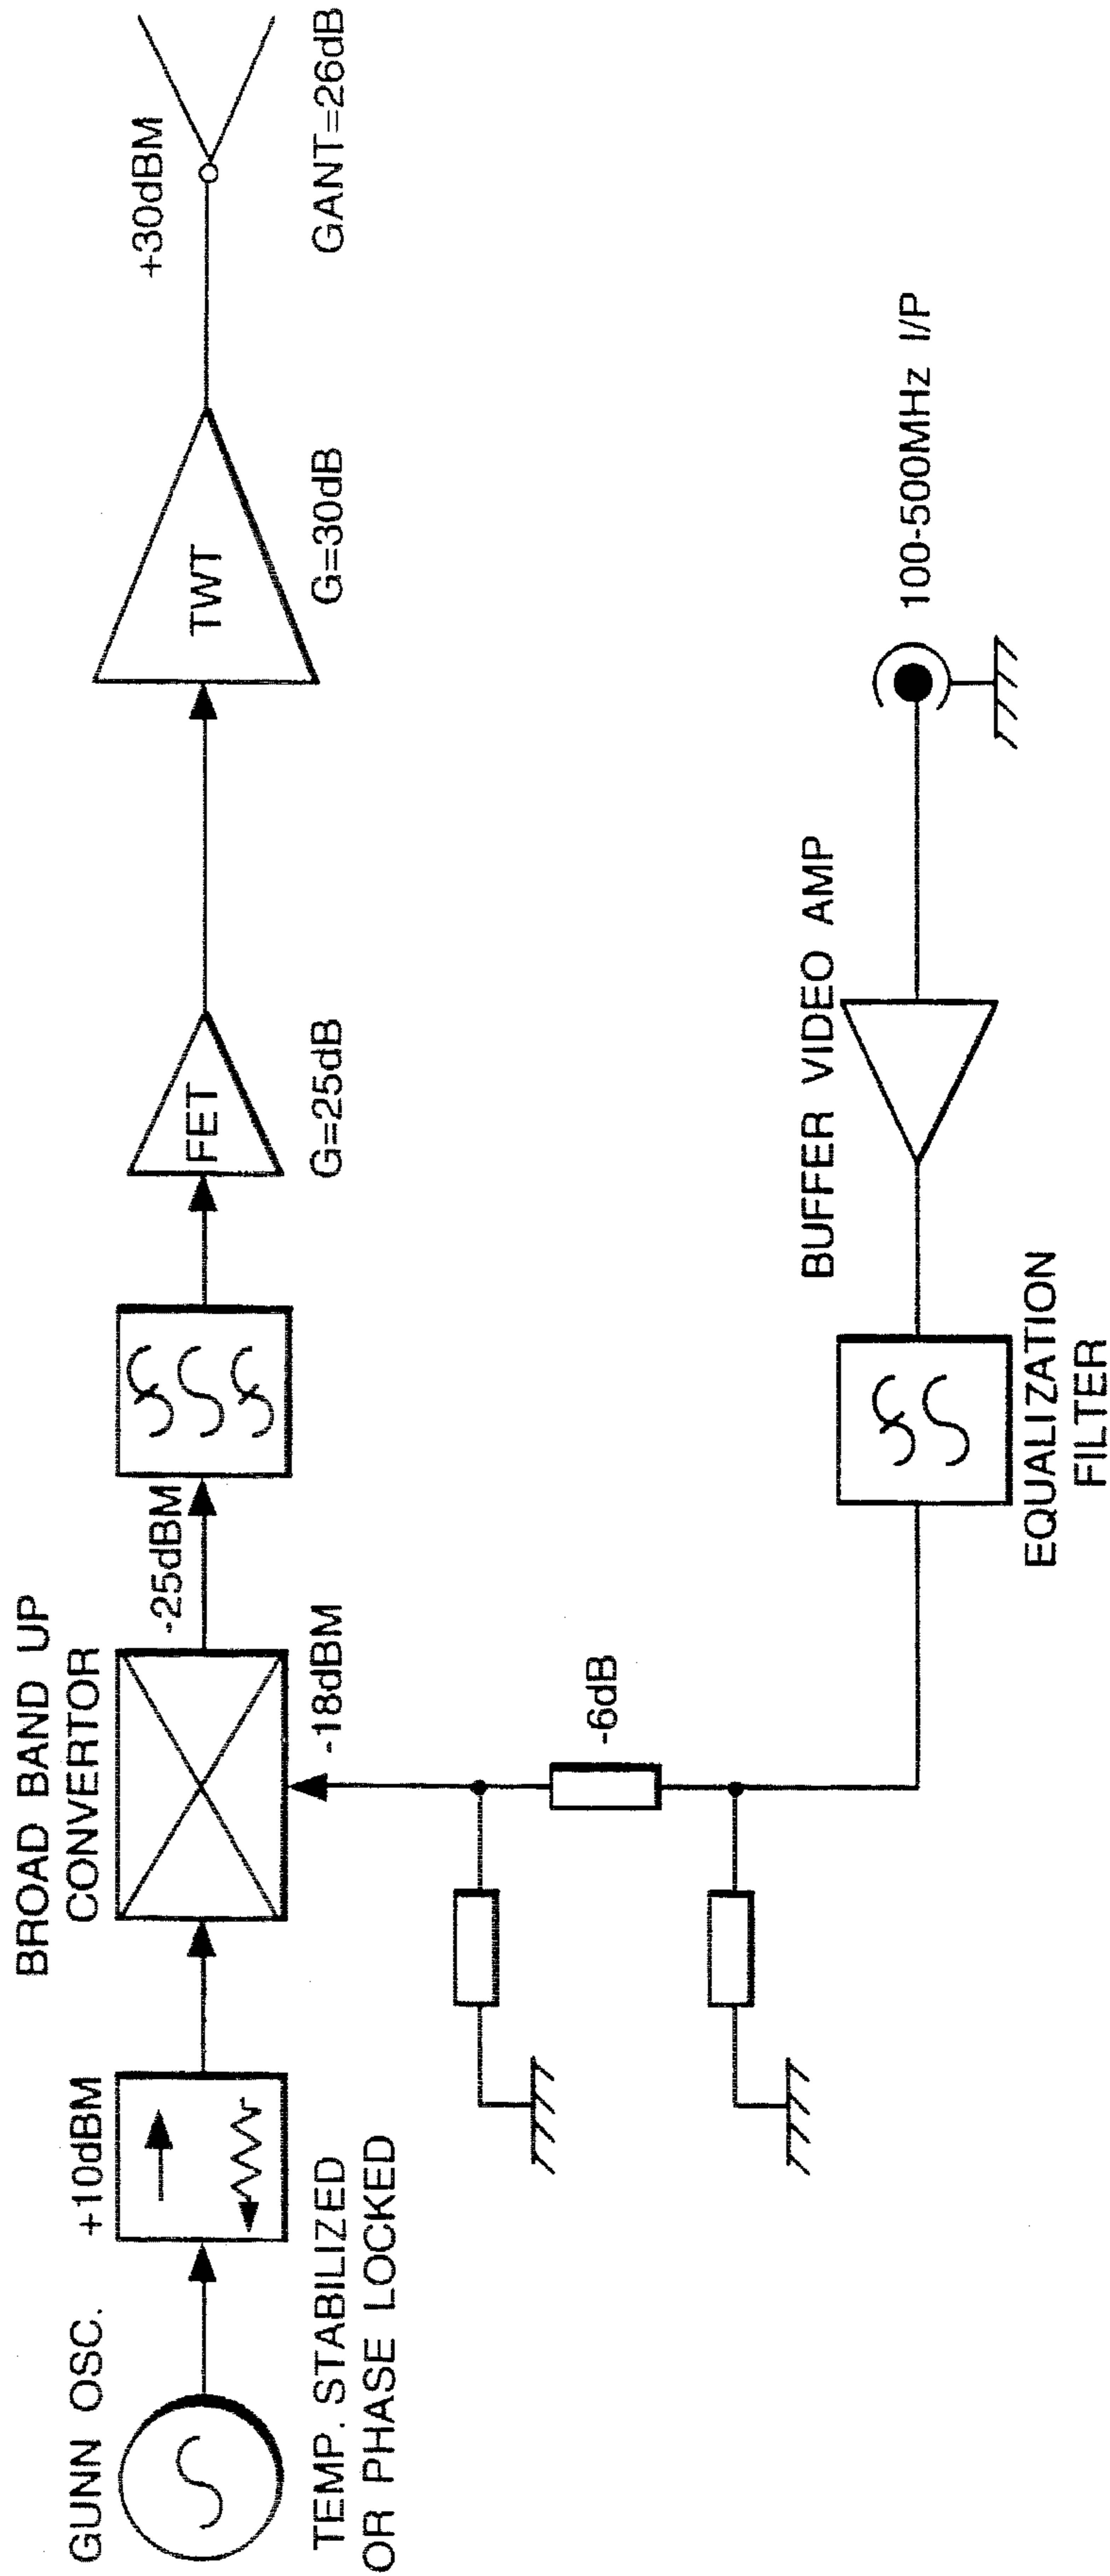 GUNN OSC.
+10dBM
TEMP. STABILIZED
OR PHASE LOCKED
BROAD BAND UP
CONVERTOR
-25dBM
-18dBM
FET
G=25dB
TWT
G=30dB
+30dBM
GANT=26dB
-6dB
EQUALIZATION
FILTER
BUFFER VIDEO AMP
100-500MHz I/P